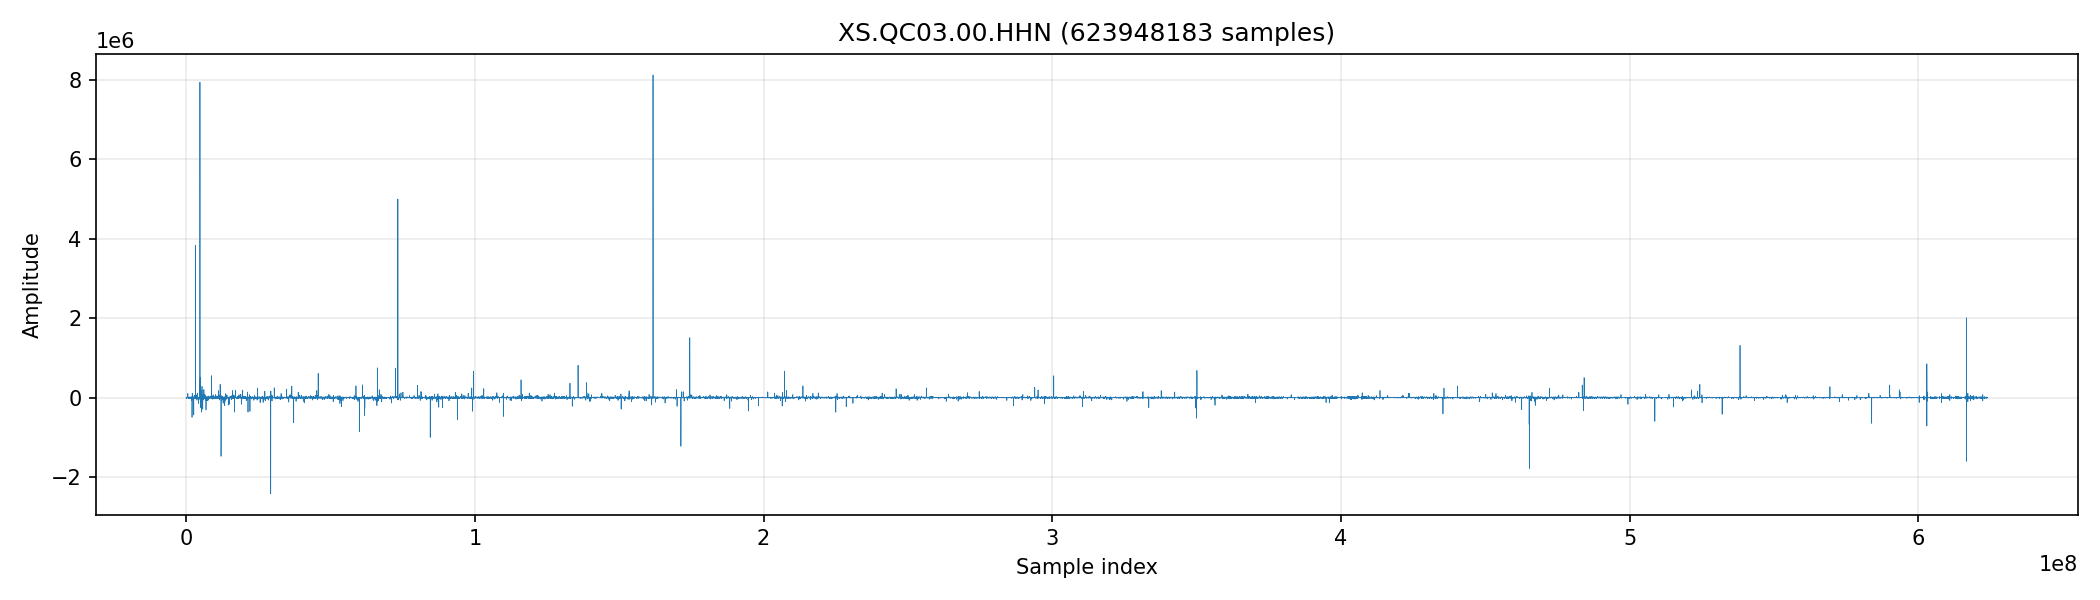 XS.QC03.00.HHN (623948183 samples)
1e6
8
6
4
2
0
−2
Amplitude
0 1 2 3 4 5 6
1e8
Sample index